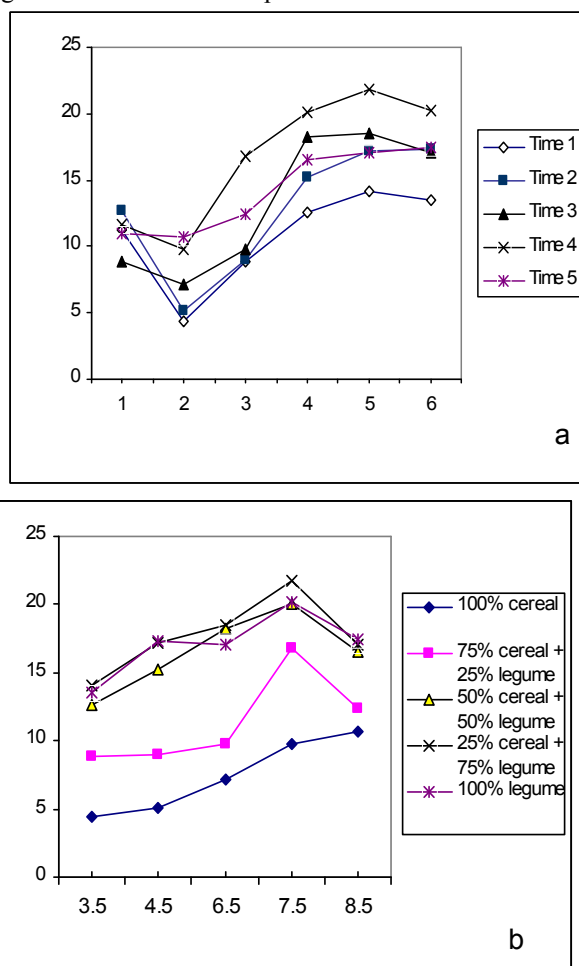 25
20
15
10
5
0
1 2 3 4 5 6
Time 1
Time 2
Time 3
Time 4
Time 5
a
25
20
15
10
5
0
3.5 4.5 6.5 7.5 8.5
100% cereal
75% cereal +
25% legume
50% cereal +
50% legume
25% cereal +
75% legume
100% legume
b